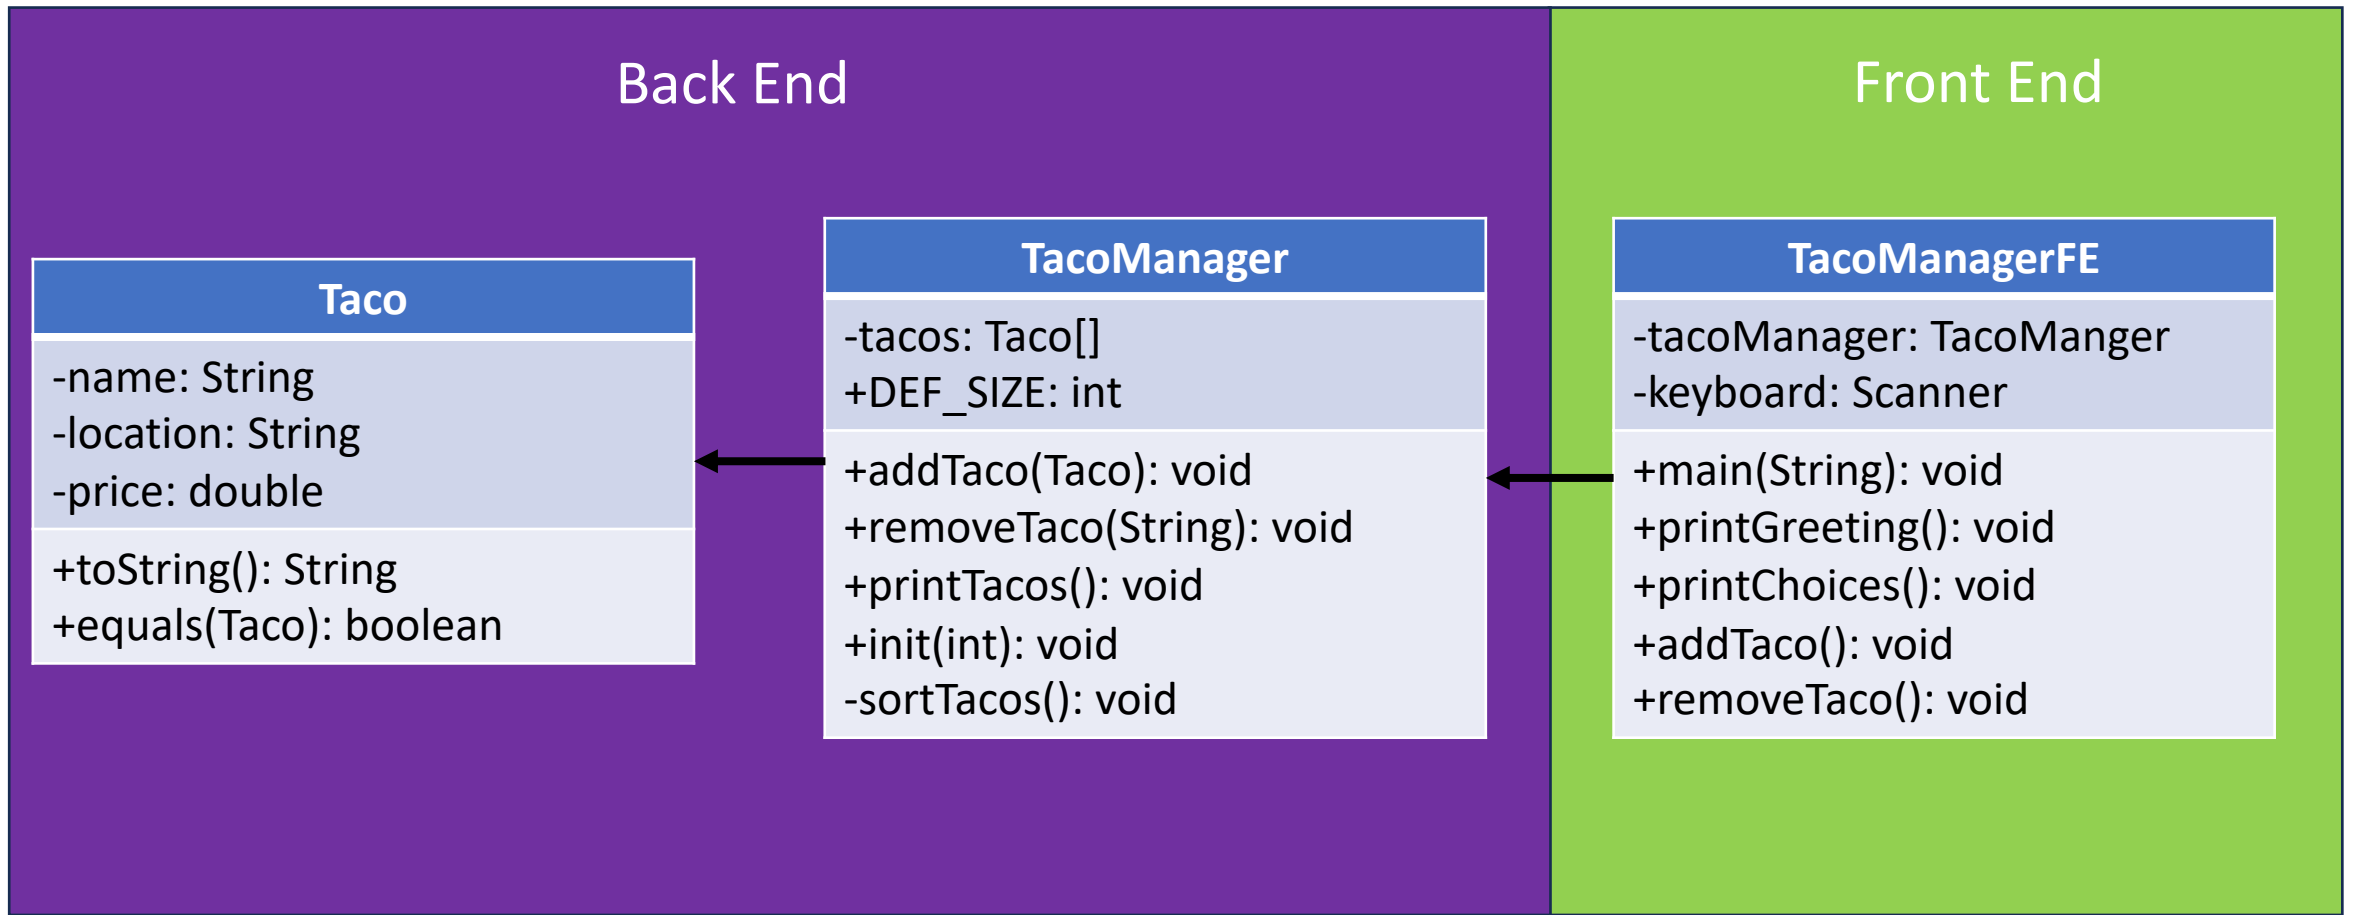 Back End
Front End
Taco
-name: String
-location: String
-price: double
+toString(): String
+equals(Taco): boolean
TacoManager
-tacos: Taco[]
+DEF_SIZE: int
+addTaco(Taco): void
+removeTaco(String): void
+printTacos(): void
+init(int): void
-sortTacos(): void
TacoManagerFE
-tacoManager: TacoManger
-keyboard: Scanner
+main(String): void
+printGreeting(): void
+printChoices(): void
+addTaco(): void
+removeTaco(): void